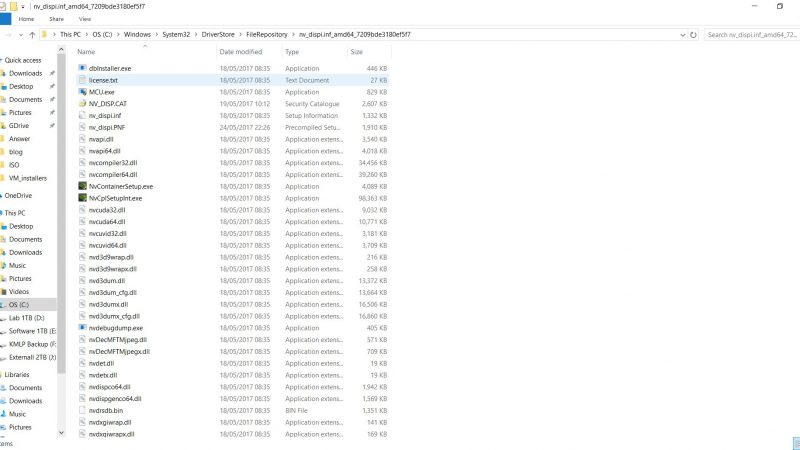 nv_dispi.inf_amd64_7209bde3180ef5f7
Home Share View
This PC > OS (C:) > Windows > System32 > DriverStore > FileRepository > nv_dispi.inf_amd64_7209bde3180ef5f7
Search nv_dispi.inf_amd64_72...
Name Date modified Type Size
Quick access
Downloads
Desktop
Documents
Pictures
GDrive
Answer
blog
ISO
VM_installers
OneDrive
This PC
Desktop
Documents
Downloads
Music
Pictures
Videos
OS (C:)
Lab 1TB (D:)
Software 1TB (E:
KMLP Backup (F:
Externall 2TB (J:
Libraries
Documents
Downloads
Music
Pictures
dbInstaller.exe 18/05/2017 08:35 Application 446 KB
license.txt 18/05/2017 08:35 Text Document 27 KB
MCU.exe 18/05/2017 08:35 Application 829 KB
NV_DISP.CAT 19/05/2017 10:12 Security Catalogue 2,607 KB
nv_dispi.inf 18/05/2017 08:35 Setup Information 1,332 KB
nv_dispi.PNF 24/05/2017 22:26 Precompiled Setup... 1,910 KB
nvapi.dll 18/05/2017 08:35 Application extens... 3,540 KB
nvapi64.dll 18/05/2017 08:35 Application extens... 4,018 KB
nvcompiler32.dll 18/05/2017 08:35 Application extens... 34,456 KB
nvcompiler64.dll 18/05/2017 08:35 Application extens... 39,260 KB
NvContainerSetup.exe 18/05/2017 08:35 Application 4,089 KB
NvCplSetupInt.exe 18/05/2017 08:35 Application 98,363 KB
nvcuda32.dll 18/05/2017 08:35 Application extens... 9,032 KB
nvcuda64.dll 18/05/2017 08:35 Application extens... 10,771 KB
nvcuvid32.dll 18/05/2017 08:35 Application extens... 3,181 KB
nvcuvid64.dll 18/05/2017 08:35 Application extens... 3,709 KB
nvd3d9wrap.dll 18/05/2017 08:35 Application extens... 216 KB
nvd3d9wrapx.dll 18/05/2017 08:35 Application extens... 258 KB
nvd3dum.dll 18/05/2017 08:35 Application extens... 13,372 KB
nvd3dum_cfg.dll 18/05/2017 08:35 Application extens... 13,664 KB
nvd3dumx.dll 18/05/2017 08:35 Application extens... 16,506 KB
nvd3dumx_cfg.dll 18/05/2017 08:35 Application extens... 16,860 KB
nvdebugdump.exe 18/05/2017 08:35 Application 405 KB
nvDecMFTMjpeg.dll 18/05/2017 08:35 Application extens... 571 KB
nvDecMFTMjpegx.dll 18/05/2017 08:35 Application extens... 709 KB
nvdet.dll 18/05/2017 08:35 Application extens... 19 KB
nvdetx.dll 18/05/2017 08:35 Application extens... 19 KB
nvdispco64.dll 18/05/2017 08:35 Application extens... 1,942 KB
nvdispgenco64.dll 18/05/2017 08:35 Application extens... 1,569 KB
nvdrsdb.bin 18/05/2017 08:35 BIN File 1,351 KB
nvdxgiwrap.dll 18/05/2017 08:35 Application extens... 141 KB
nvdxgiwrapx.dll 18/05/2017 08:35 Application extens... 169 KB
tems